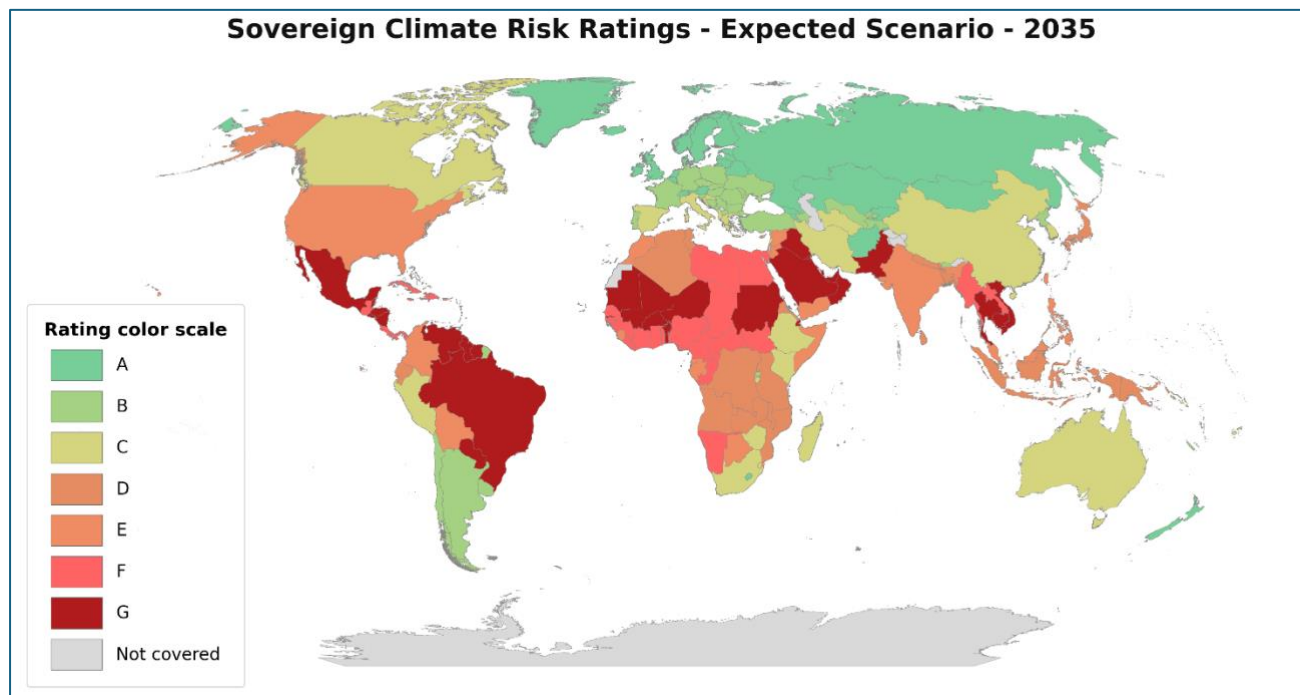 Sovereign Climate Risk Ratings - Expected Scenario - 2035
Rating color scale
A
B
C
D
E
F
G
Not covered